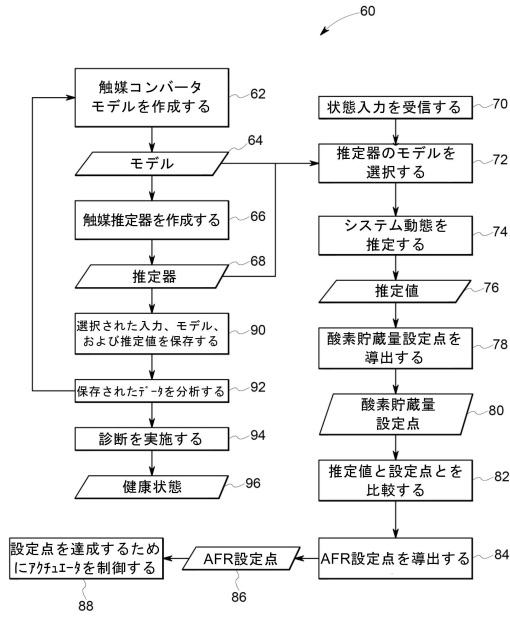 60
触媒コンバータ
モデルを作成する
62
モデル
64
触媒推定器を作成する
66
推定器
68
選択された入力、モデル、
および推定値を保存する
90
保存されたﾃﾞｰﾀを分析する
92
診断を実施する
94
健康状態
96
状態入力を受信する
70
推定器のモデルを
選択する
72
システム動態を
推定する
74
推定値
76
酸素貯蔵量設定点を
導出する
78
酸素貯蔵量
設定点
80
推定値と設定点とを
比較する
82
AFR設定点を導出する
84
AFR設定点
86
設定点を達成するため
にｱｸﾁｭｴｰﾀを制御する
88